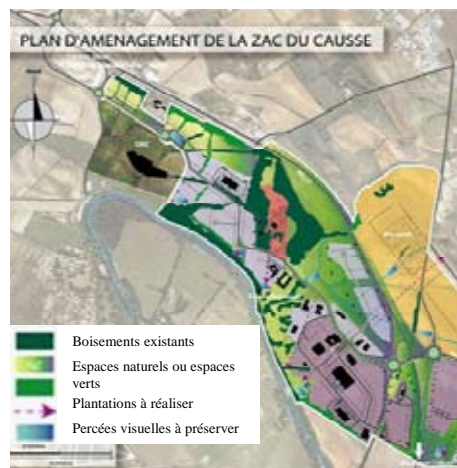 PLAN D'AMENAGEMENT DE LA ZAC DU CAUSSE
Boisements existants
Espaces naturels ou espaces
verts
Plantations à réaliser
Percées visuelles à préserver